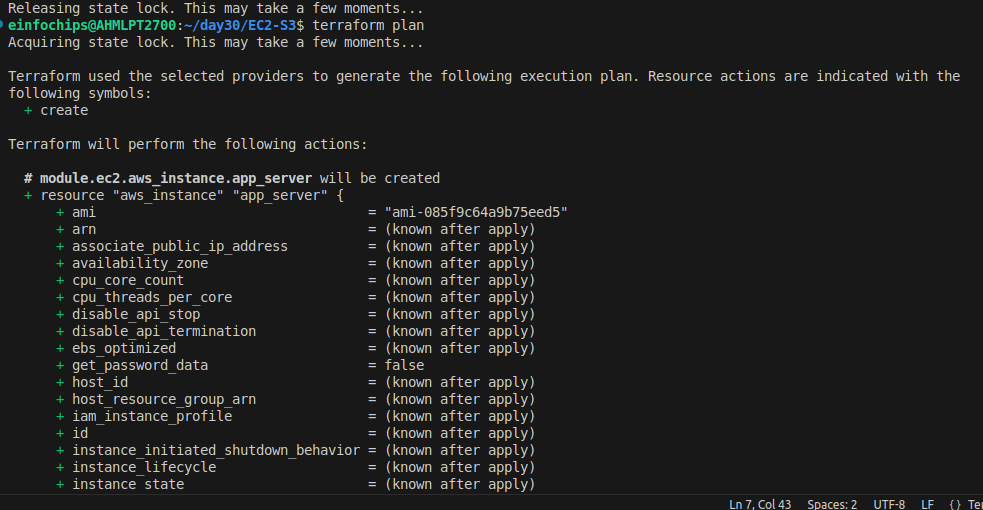 Releasing state lock. This may take a few moments...
einfochips@AHMLPT2700:~/day30/EC2-S3$ terraform plan
Acquiring state lock. This may take a few moments...
Terraform used the selected providers to generate the following execution plan. Resource actions are indicated with the
following symbols:
+ create
Terraform will perform the following actions:
# module.ec2.aws_instance.app_server will be created
+ resource "aws_instance" "app_server" {
+ ami = "ami-085f9c64a9b75eed5"
+ arn = (known after apply)
+ associate_public_ip_address = (known after apply)
+ availability_zone = (known after apply)
+ cpu_core_count = (known after apply)
+ cpu_threads_per_core = (known after apply)
+ disable_api_stop = (known after apply)
+ disable_api_termination = (known after apply)
+ ebs_optimized = (known after apply)
+ get_password_data = false
+ host_id = (known after apply)
+ host_resource_group_arn = (known after apply)
+ iam_instance_profile = (known after apply)
+ id = (known after apply)
+ instance_initiated_shutdown_behavior = (known after apply)
+ instance_lifecycle = (known after apply)
+ instance_state = (known after apply)
Ln 7, Col 43 Spaces: 2 UTF-8 LF {} Ter